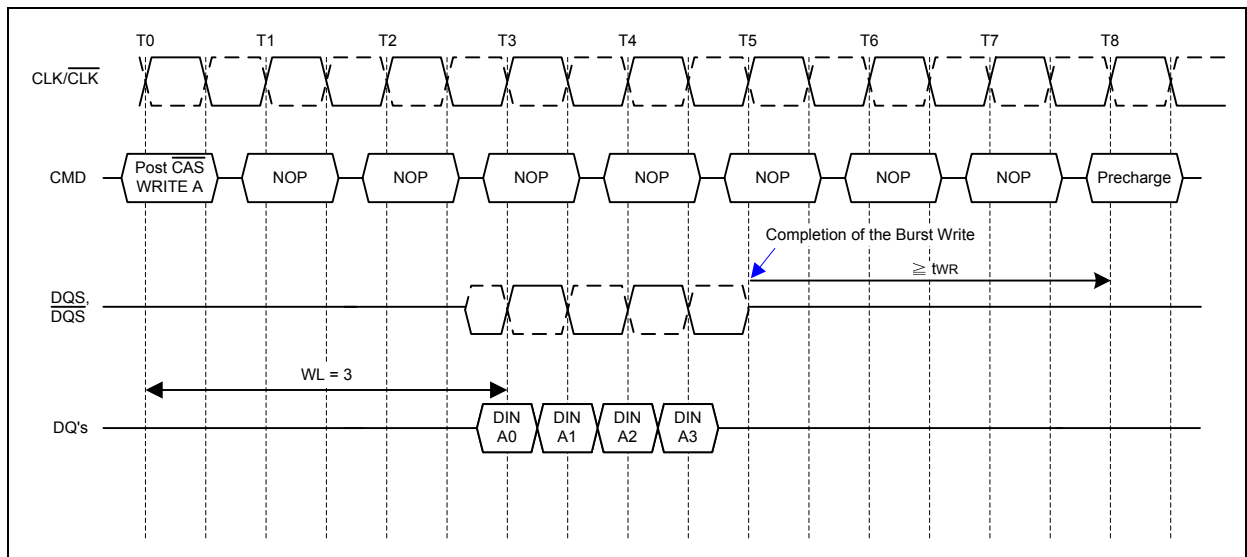 T0 T1 T2 T3 T4 T5 T6 T7 T8
CLK/CLK
CMD
Post CAS
WRITE A
NOP NOP NOP NOP NOP NOP NOP Precharge
Completion of the Burst Write
≧ tWR
DQS,
DQS
WL = 3
DQ's
DIN
A0
DIN
A1
DIN
A2
DIN
A3